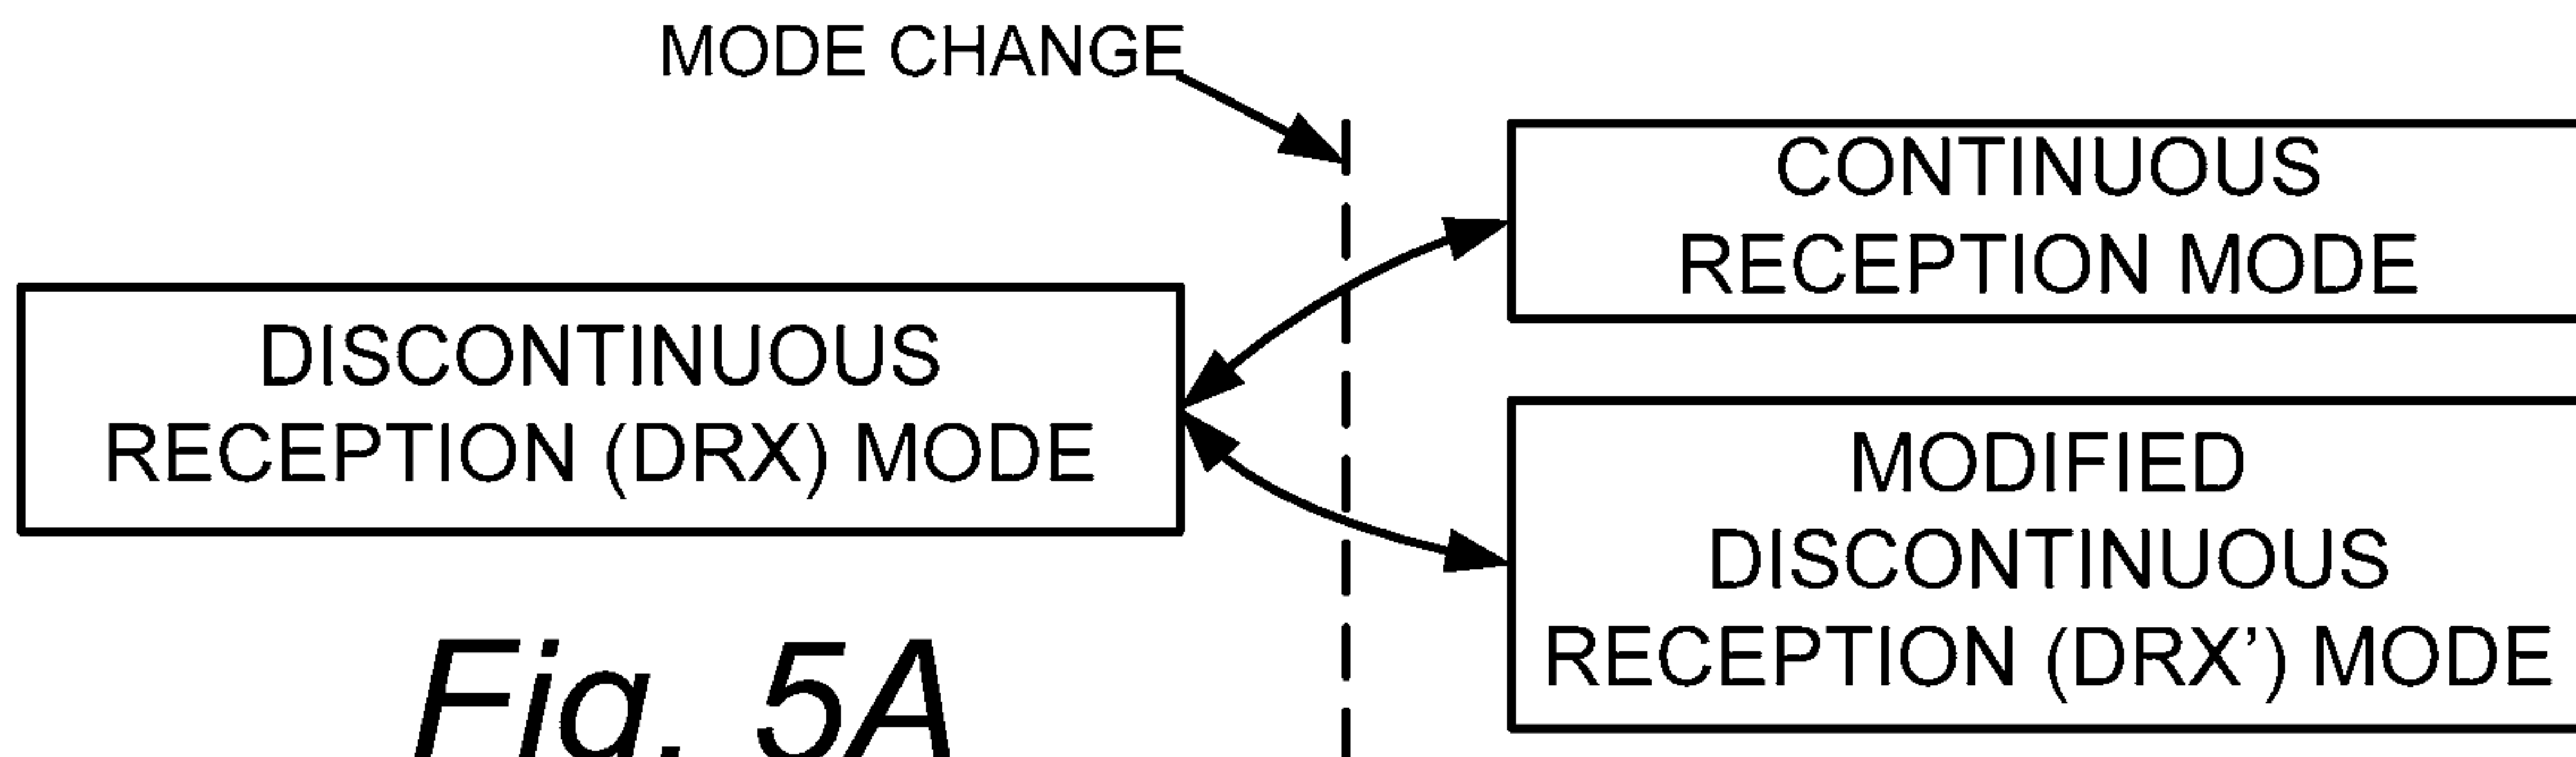 MODE CHANGE
CONTINUOUS
RECEPTION MODE
DISCONTINUOUS
RECEPTION (DRX) MODE
MODIFIED
DISCONTINUOUS
RECEPTION (DRX’) MODE
Fig. 5A